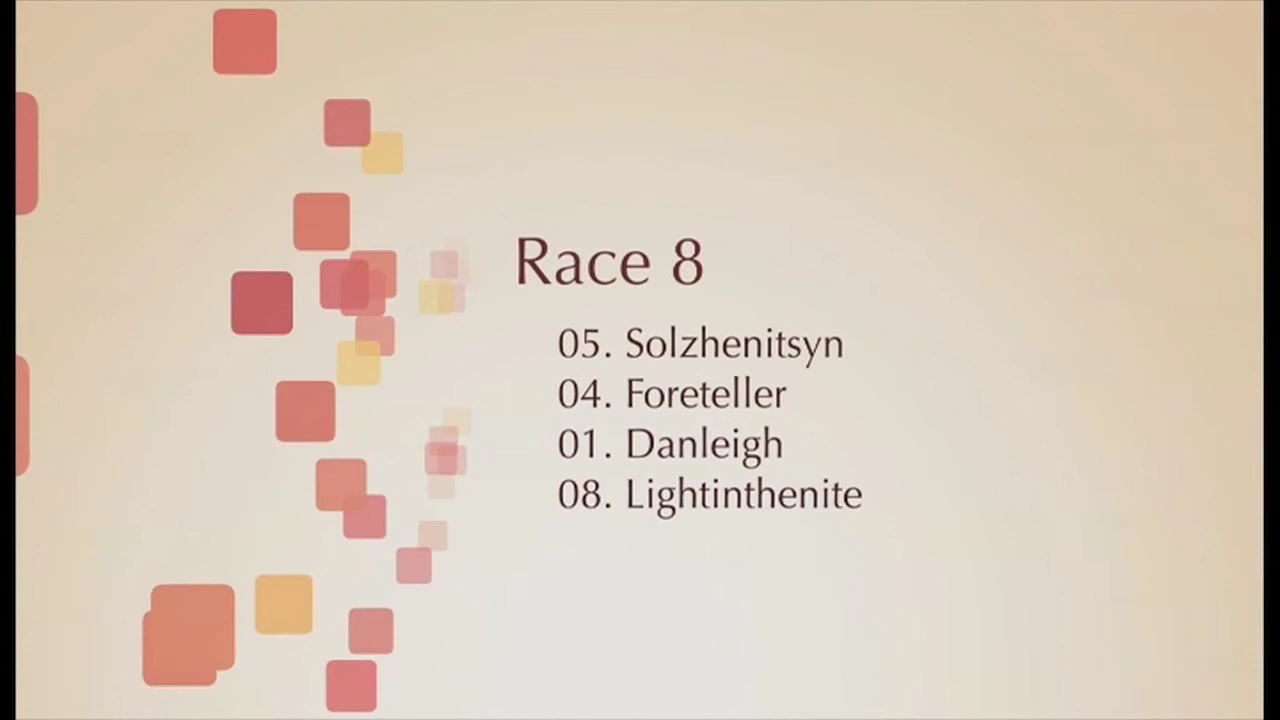 Race 8
05. Solzhenitsyn
04. Foreteller
01. Danleigh
08. Lightinthenite